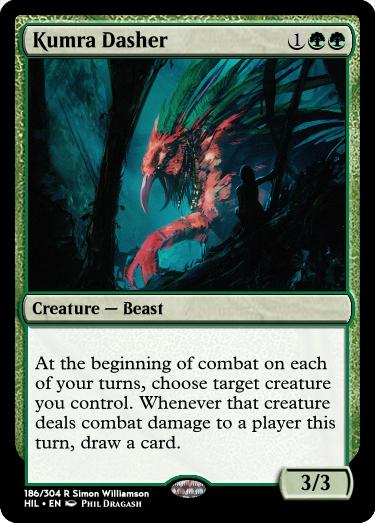 Kumra Dasher 1
Creature — Beast
At the beginning of combat on each
of your turns, choose target creature
you control. Whenever that creature
deals combat damage to a player this
turn, draw a card.
3/3
186/304 R Simon Williamson
HIL • EN Phil Dragash